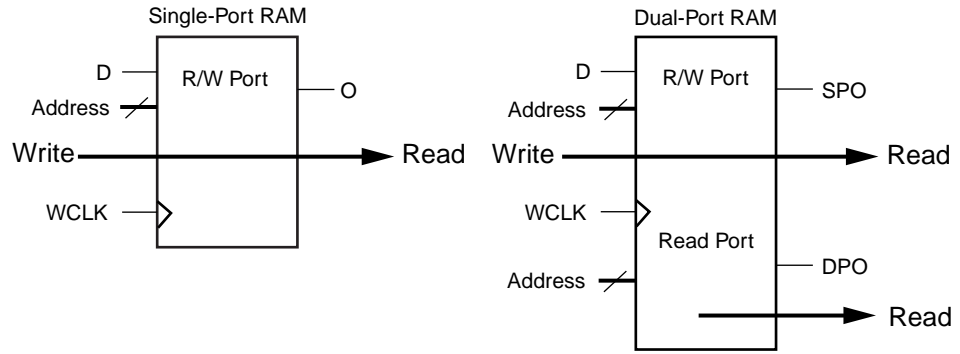 Single-Port RAM
D
R/W Port
O
Address
Write
Read
WCLK
Dual-Port RAM
D
R/W Port
SPO
Address
Write
Read
WCLK
Read Port
DPO
Address
Read